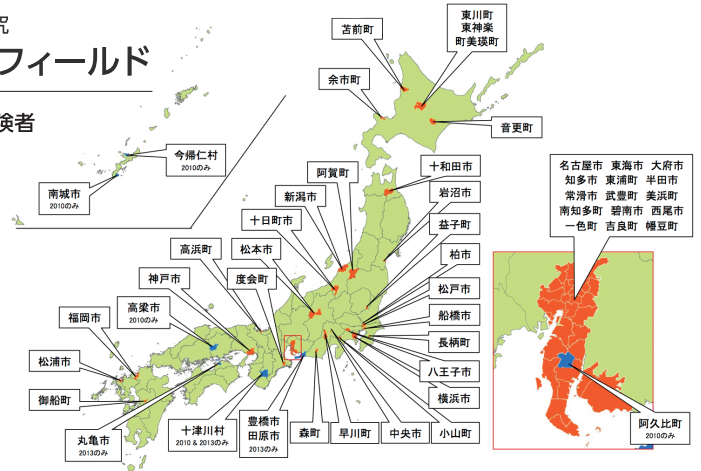 究
フィールド
験者
苫前町
東川町
東神楽
町美瑛町
余市町
音更町
今帰仁村
2010のみ
南城市
2010のみ
阿賀町
新潟市
十日町市
高浜町
松本市
神戸市
度会町
高梁市
2010のみ
福岡市
松浦市
御船町
丸亀市
2013のみ
十津川村
2010 & 2013のみ
豊橋市
田原市
2013のみ
森町
早川町
中央市
小山町
十和田市
岩沼市
益子町
柏市
松戸市
船橋市
長柄町
八王子市
横浜市
名古屋市 東海市 大府市
知多市 東浦町 半田市
常滑市 武豊町 美浜町
南知多町 碧南市 西尾市
一色町 吉良町 幡豆町
阿久比町
2010のみ